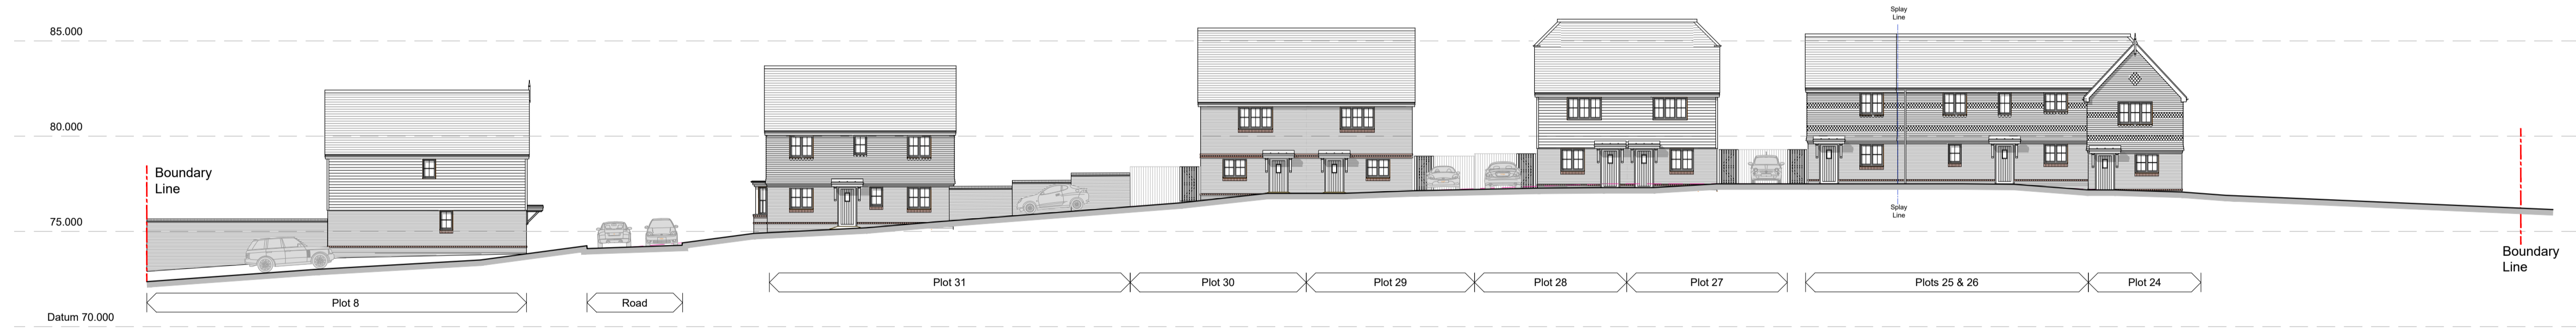 Splay
Line
85.000
80.000
Boundary
Line
75.000
Splay
Line
Boundary
Line
Plot 31
Plot 30
Plot 29
Plot 28
Plot 27
Plots 25 & 26
Plot 24
Plot 8
Road
Datum 70.000